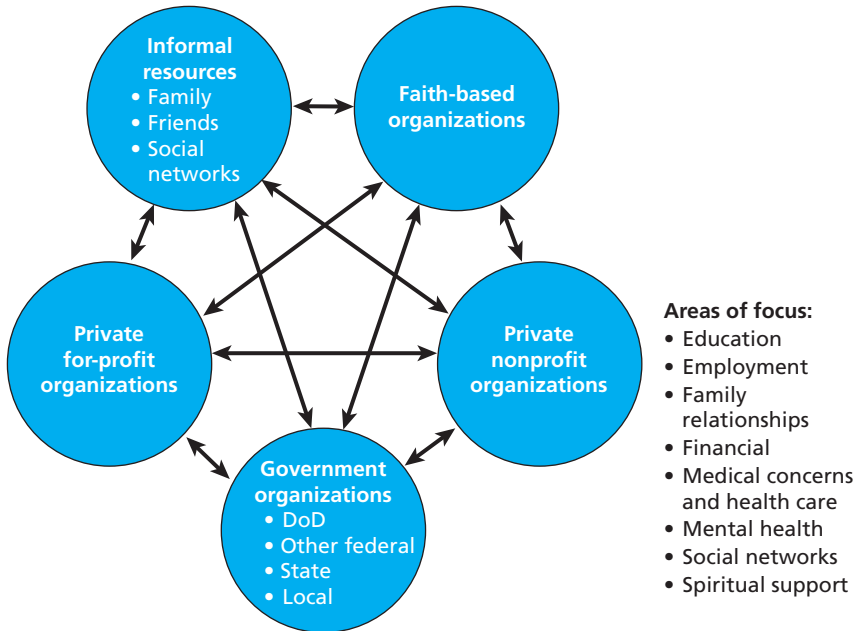 Informal
resources
• Family
• Friends
• Social
networks
Faith-based
organizations
Private
for-profit
organizations
Private
nonprofit
organizations
Government
organizations
• DoD
• Other federal
• State
• Local
Areas of focus:
• Education
• Employment
• Family
relationships
• Financial
• Medical concerns
and health care
• Mental health
• Social networks
• Spiritual support